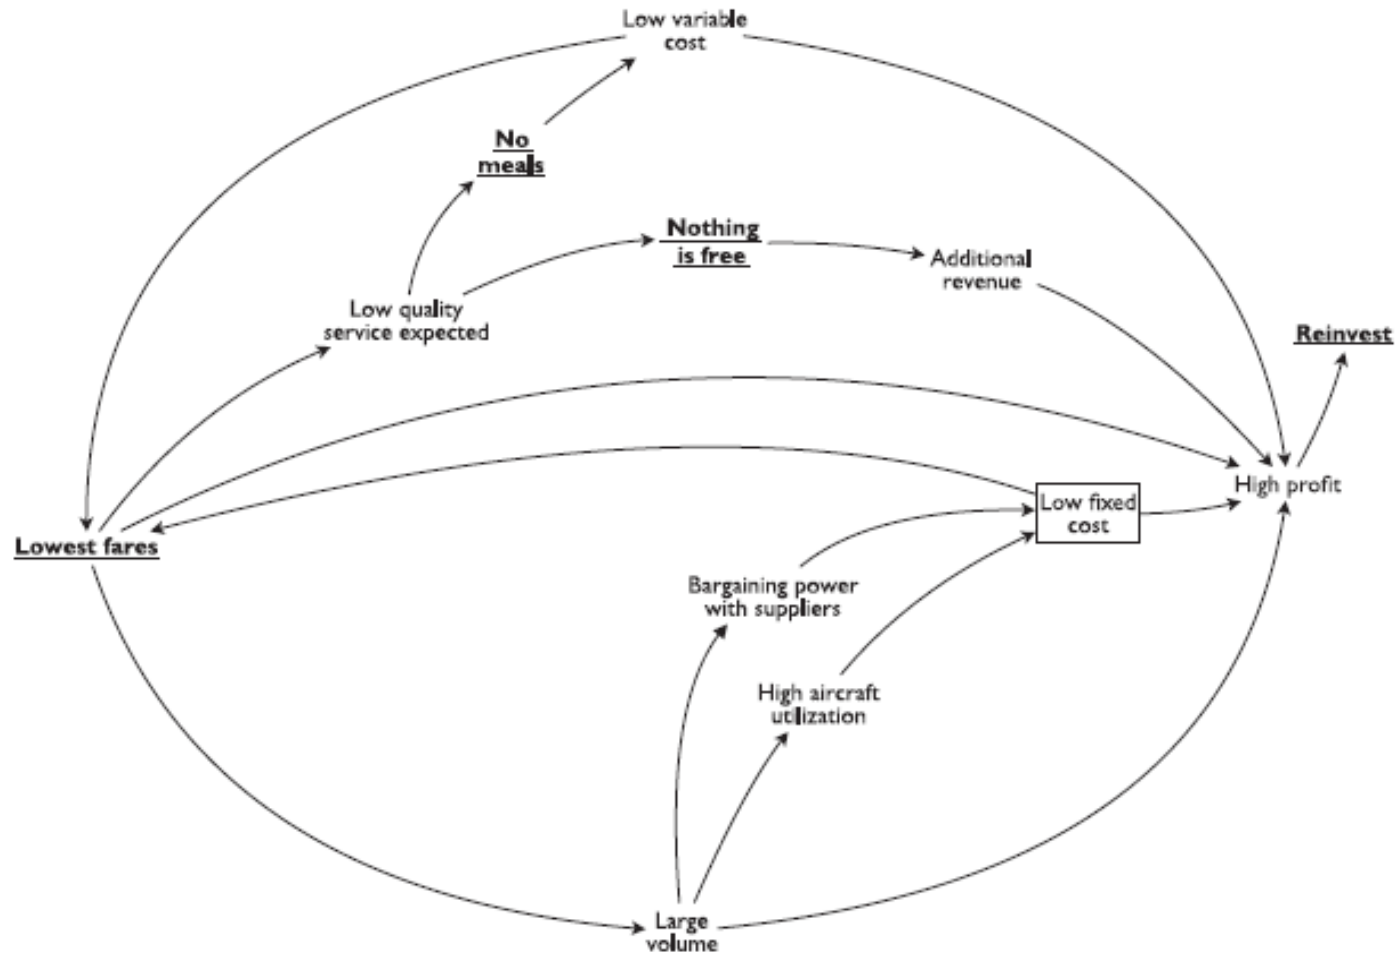 Low variable
cost
No
meals
Nothing
is free
Additional
revenue
Low quality
service expected
Reinvest
High profit
Low fixed
cost
Lowest fares
Bargaining power
with suppliers
High aircraft
utilization
Large
volume